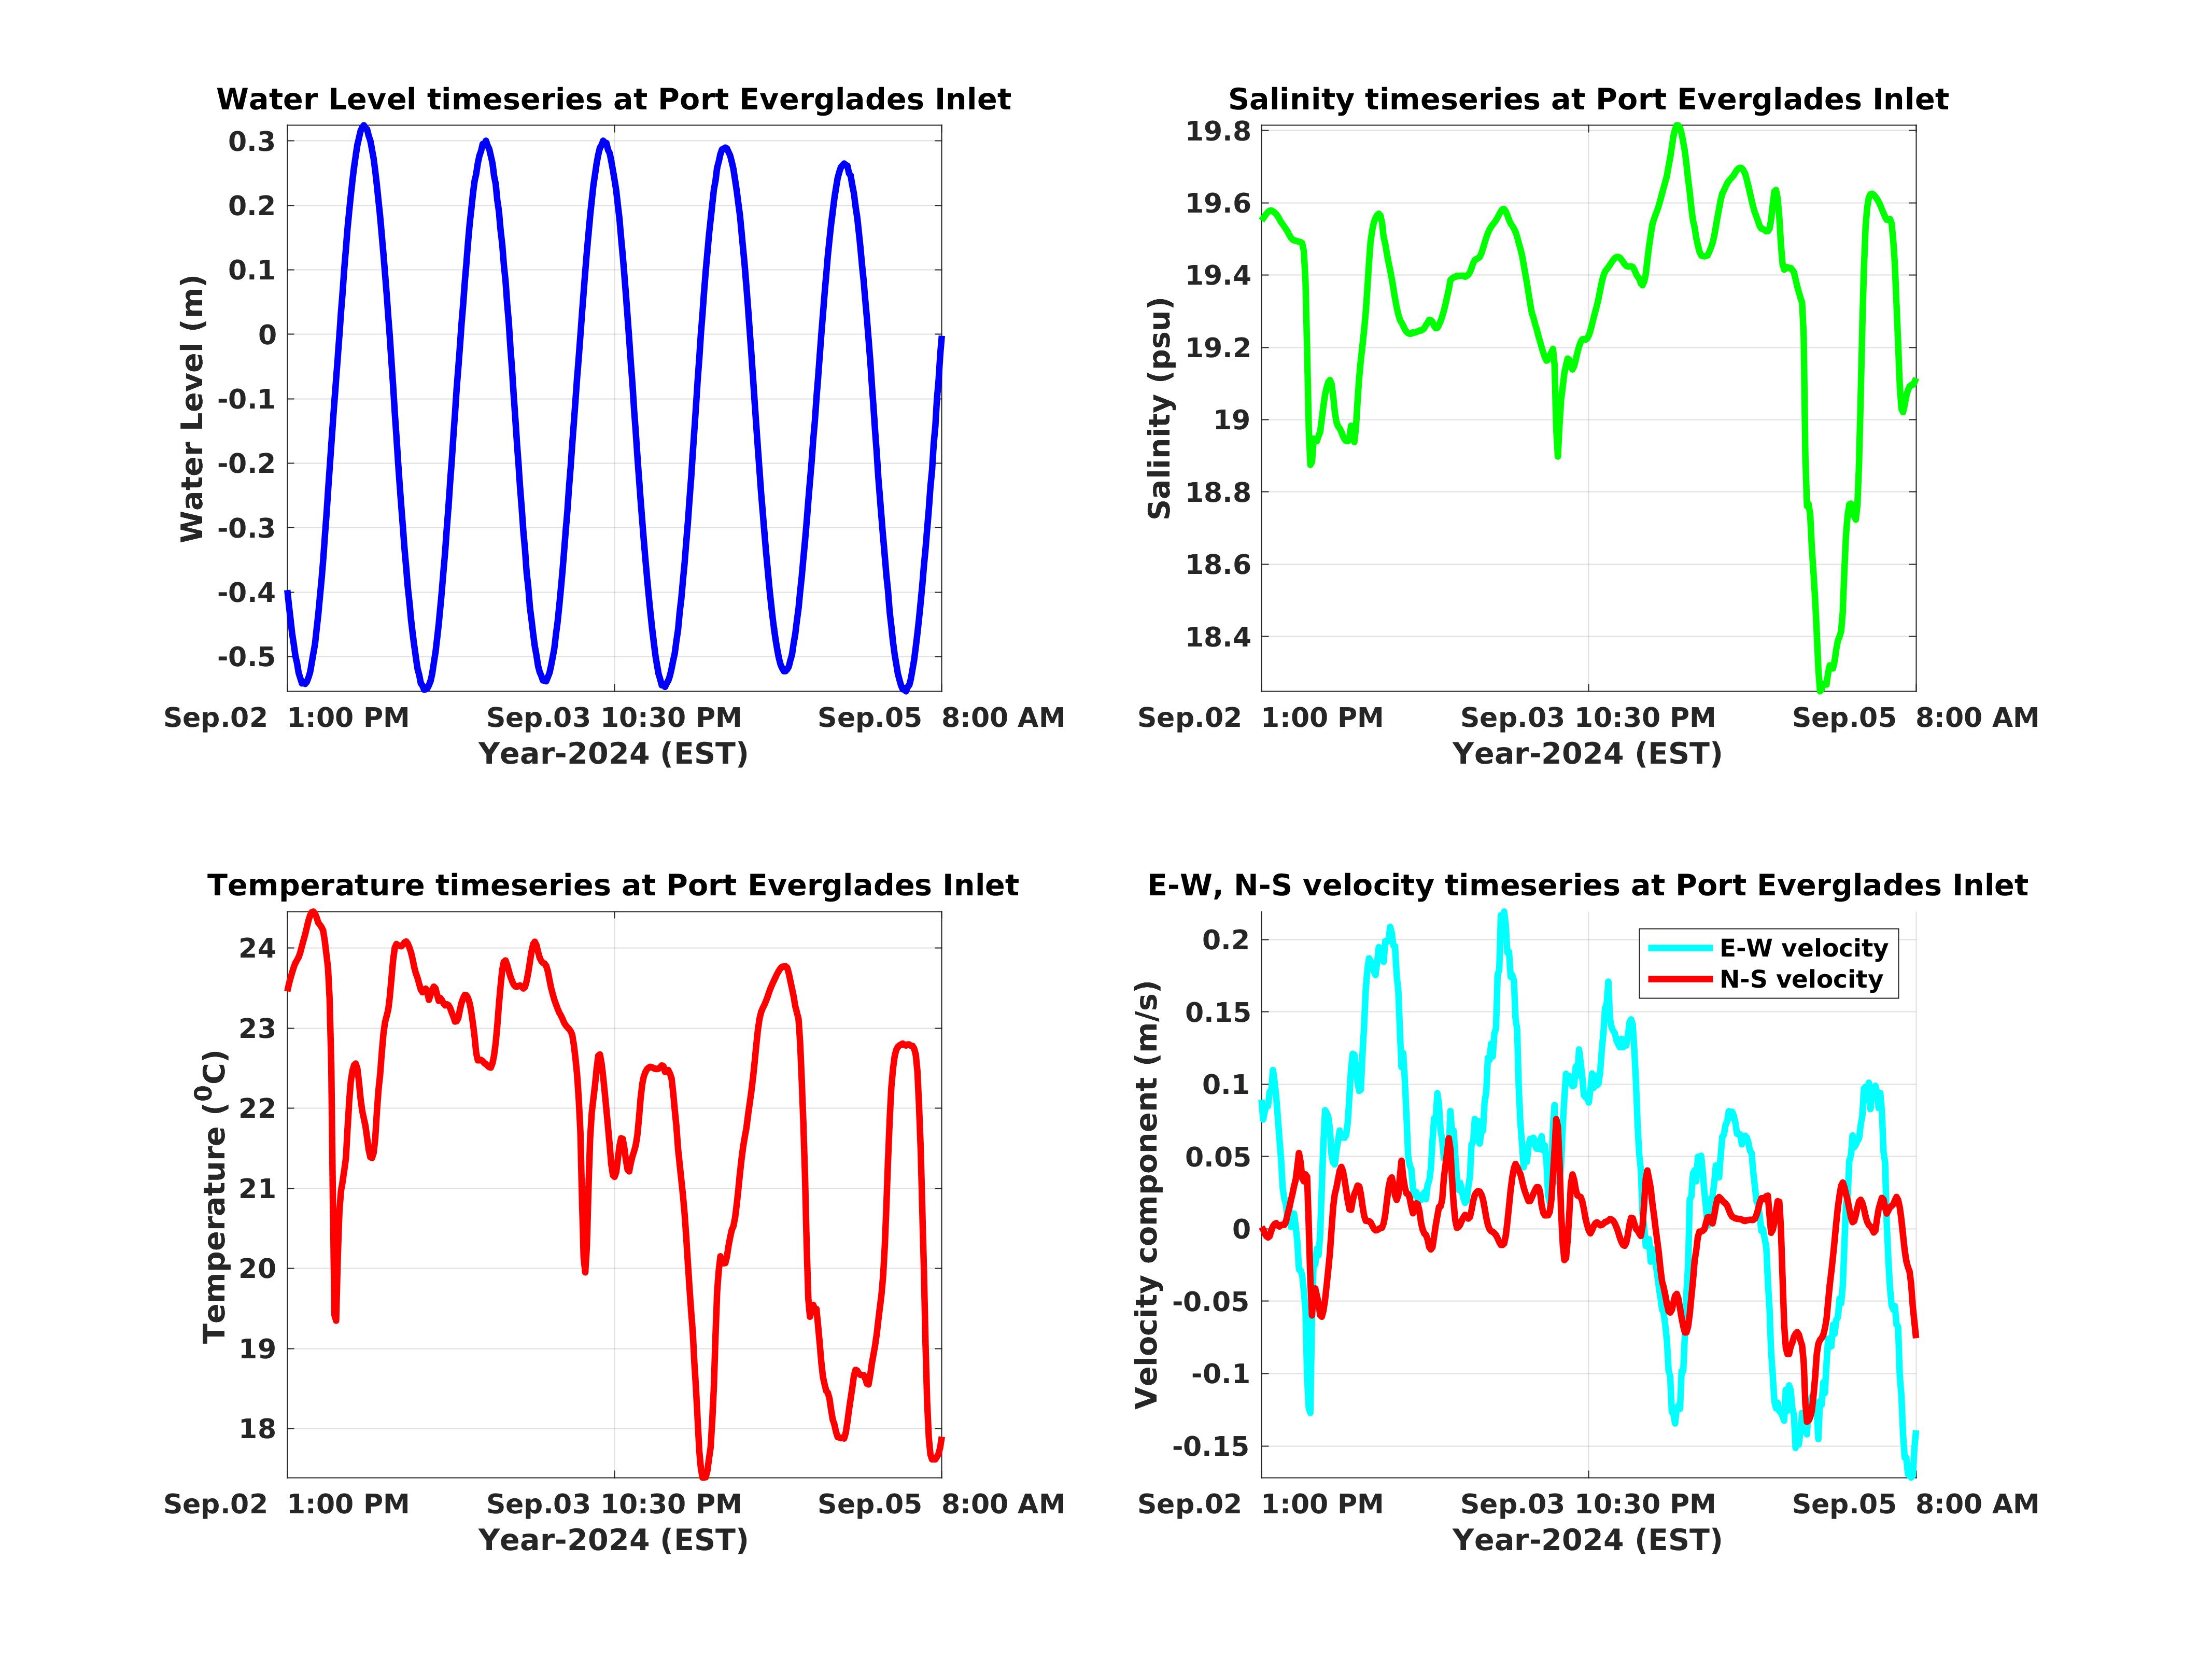 Water Level timeseries at Port Everglades Inlet
Water Level (m)
0.3
0.2
0.1
0
-0.1
-0.2
-0.3
-0.4
-0.5
Sep.02 1:00 PM Sep.03 10:30 PM Sep.05 8:00 AM
Year-2024 (EST)
Salinity timeseries at Port Everglades Inlet
Salinity (psu)
19.8
19.6
19.4
19.2
19
18.8
18.6
18.4
Sep.02 1:00 PM Sep.03 10:30 PM Sep.05 8:00 AM
Year-2024 (EST)
Temperature timeseries at Port Everglades Inlet
Temperature (⁰C)
24
23
22
21
20
19
18
Sep.02 1:00 PM Sep.03 10:30 PM Sep.05 8:00 AM
Year-2024 (EST)
E-W, N-S velocity timeseries at Port Everglades Inlet
Velocity component (m/s)
0.2
0.15
0.1
0.05
0
-0.05
-0.1
-0.15
E-W velocity
N-S velocity
Sep.02 1:00 PM Sep.03 10:30 PM Sep.05 8:00 AM
Year-2024 (EST)